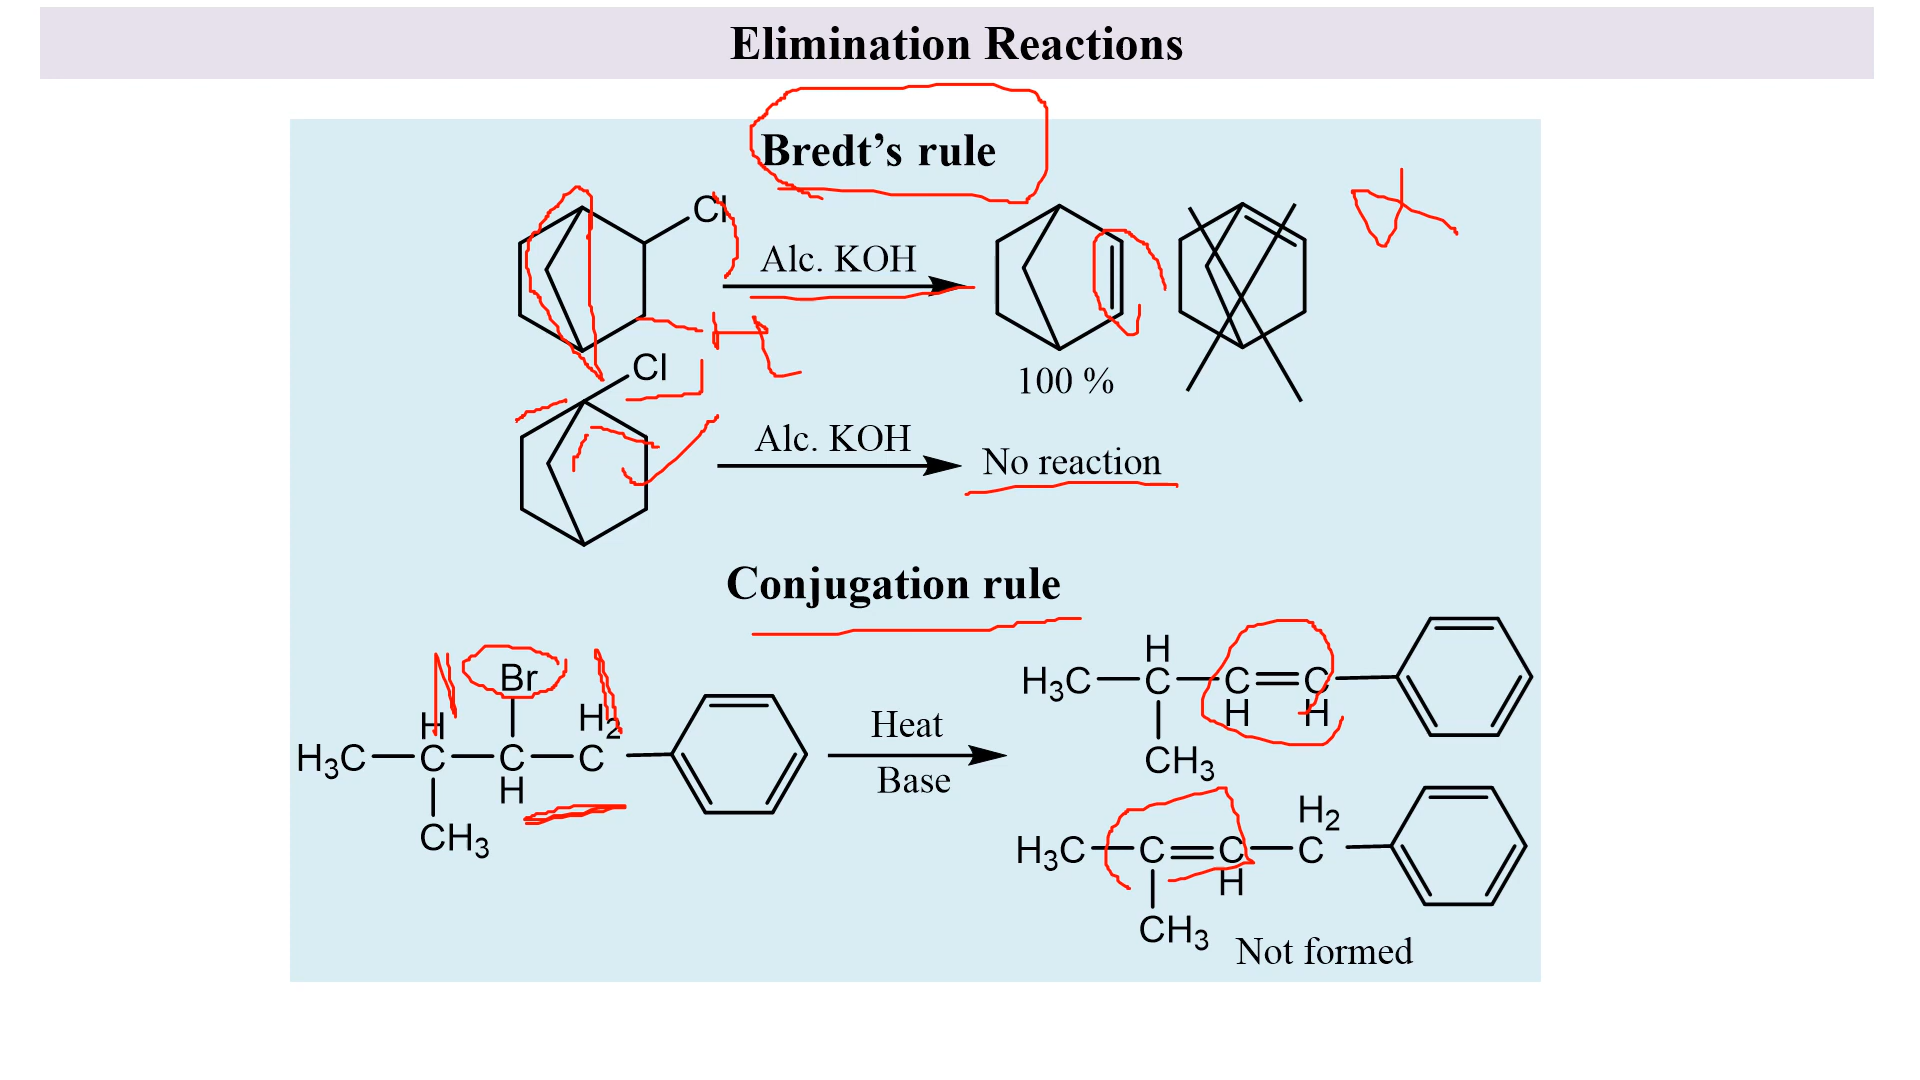 Elimination Reactions
Bredt's rule
Cl
Alc. KOH
100 %
Cl
Alc. KOH
No reaction
Conjugation rule
Br
H H2
H3C C C C
H
CH3
Heat
Base
H
H3C C C C
H H
CH3
H2
H3C C C C
H
CH3
Not formed